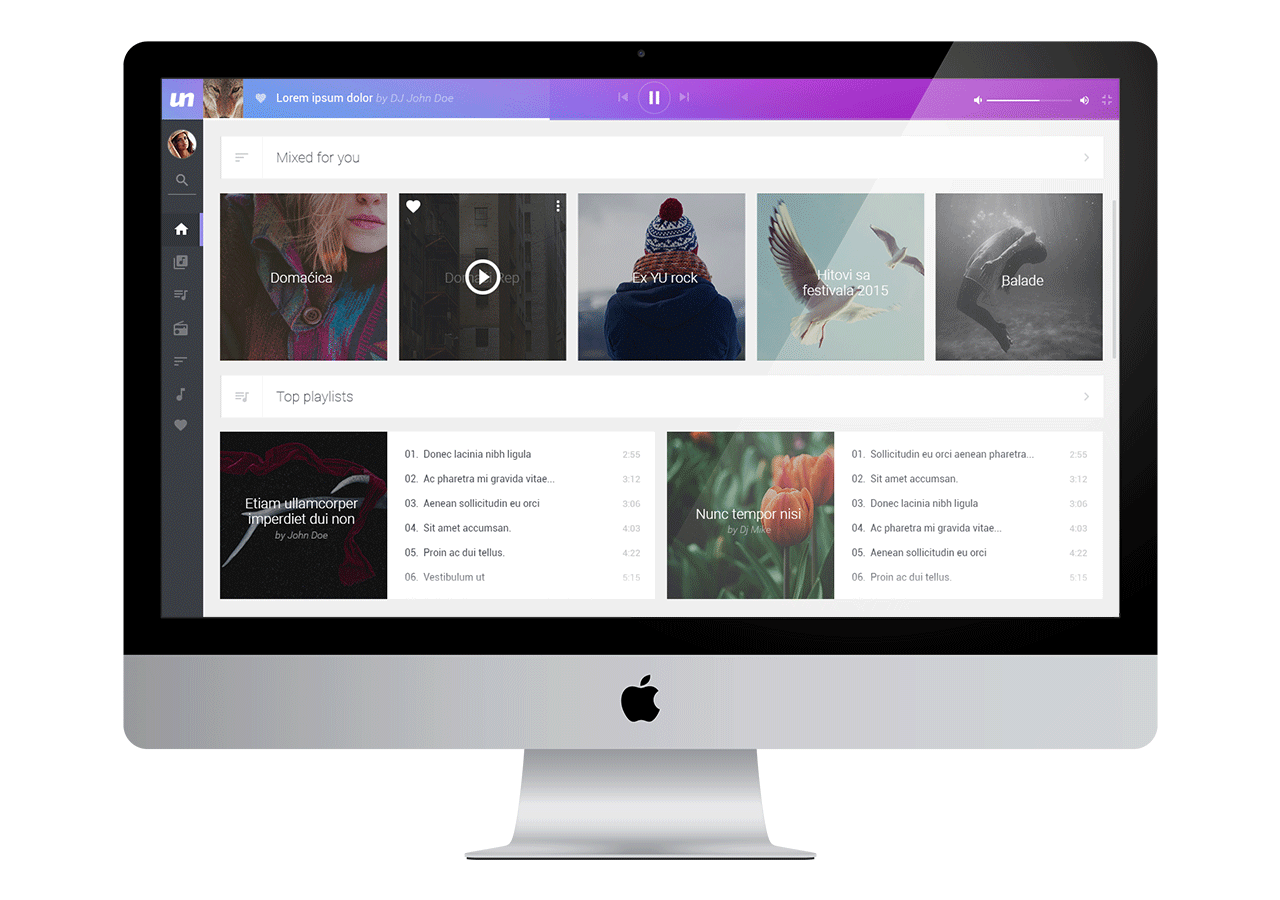 un
Lorem ipsum dolor by DJ John Doe
Mixed for you
Domaćica
Ex YU rock
Hitovi sa
festivala 2015
Balade
Top playlists
Etiam ullamcorper
imperdiet dui non
by John Doe
01. Donec lacinia nibh ligula 2:55
02. Ac pharetra mi gravida vitae... 3:12
03. Aenean sollicitudin eu orci 3:06
04. Sit amet accumsan. 4:03
05. Proin ac dui tellus. 4:22
06. Vestibulum ut 5:15
Nunc tempor nisi
by Dj Mike
01. Sollicitudin eu orci aenean pharetra... 2:55
02. Sit amet accumsan. 3:12
03. Donec lacinia nibh ligula 3:06
04. Ac pharetra mi gravida vitae... 4:03
05. Aenean sollicitudin eu orci 4:22
06. Proin ac dui tellus. 5:15